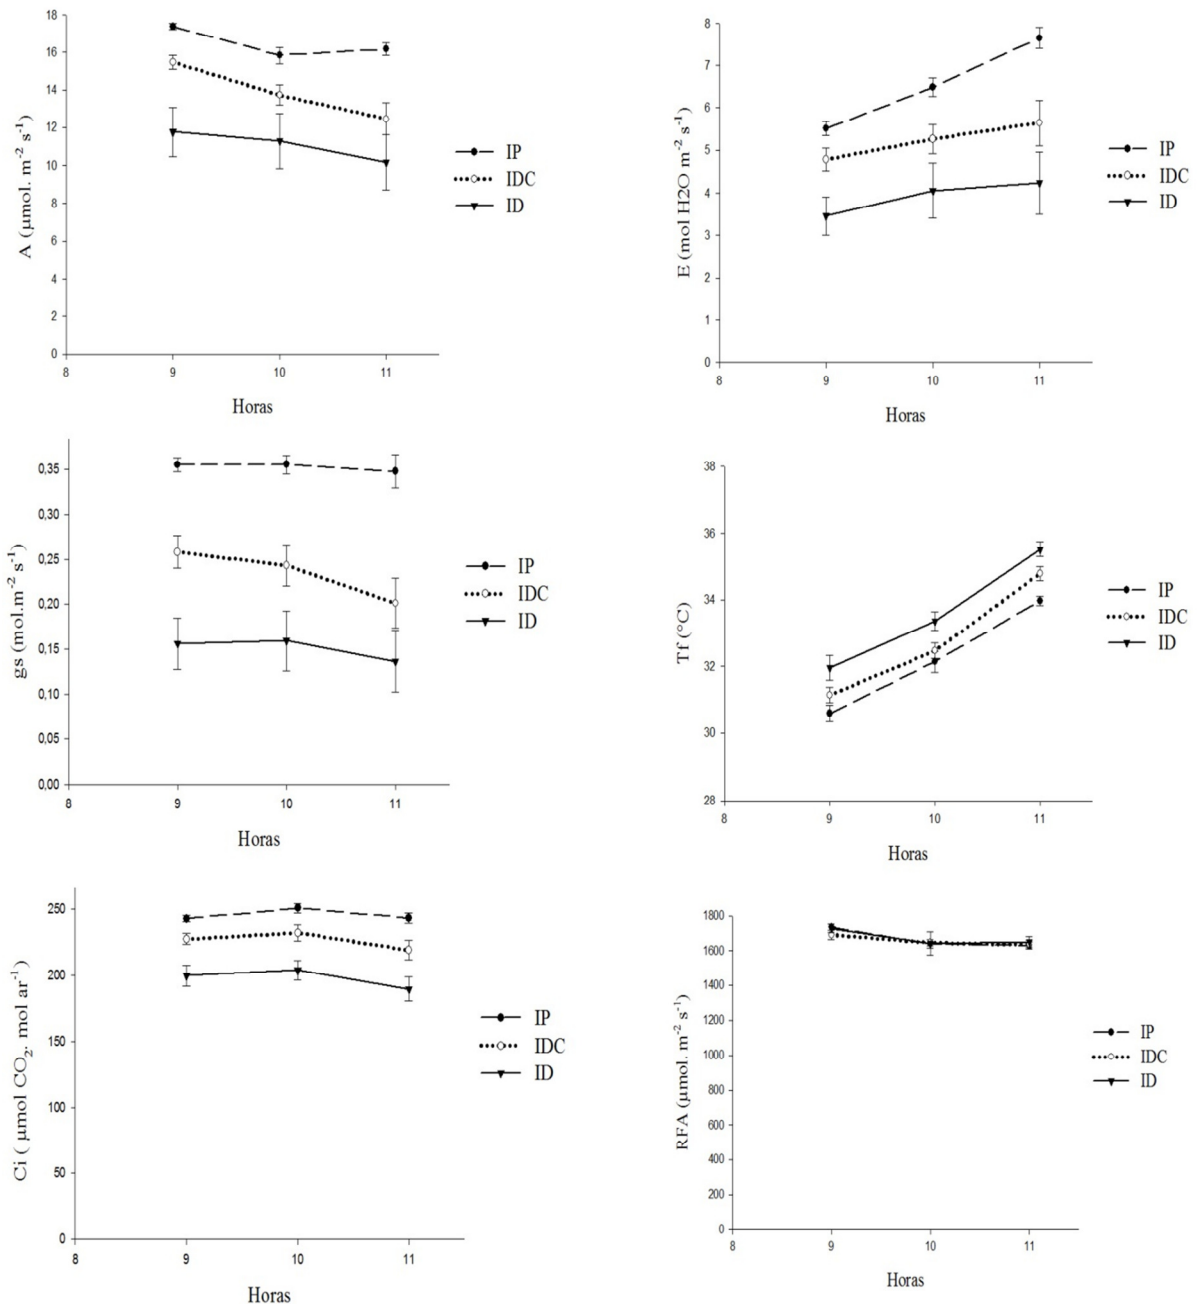 18
16
14
12
10
8
6
4
2
0
A (µmol. m-2 s-1)
8 9 10 11
Horas
IP
IDC
ID
8
7
6
5
4
3
2
1
0
E (mol H2O m-2 s-1)
8 9 10 11
Horas
IP
IDC
ID
0,35
0,30
0,25
0,20
0,15
0,10
0,05
0,00
gs (mol.m-2 s-1)
8 9 10 11
Horas
IP
IDC
ID
38
36
34
32
30
28
Tf (°C)
8 9 10 11
Horas
IP
IDC
ID
250
200
150
100
50
0
Ci ( µmol CO2. mol ar-1)
8 9 10 11
Horas
IP
IDC
ID
1800
1600
1400
1200
1000
800
600
400
200
0
RFA (µmol. m-2 s-1)
8 9 10 11
Horas
IP
IDC
ID